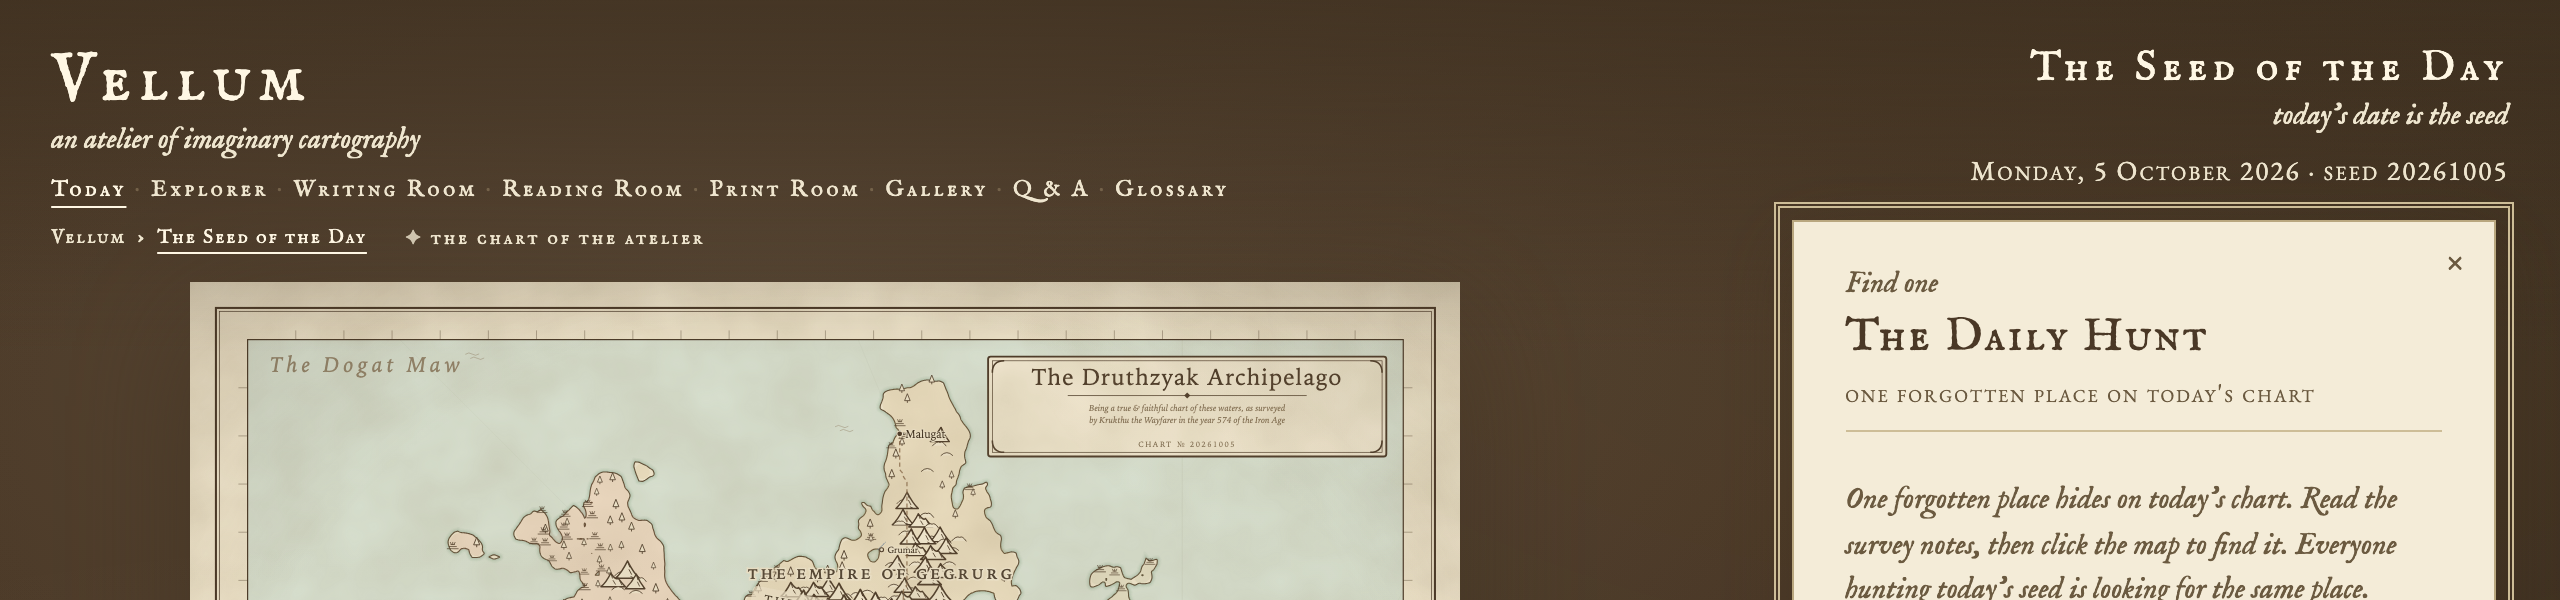 Vellum
an atelier of imaginary cartography
Today · Explorer · Writing Room · Reading Room · Print Room · Gallery · Q & A · Glossary
Vellum › The Seed of the Day ✦ the chart of the atelier
The Seed of the Day
today's date is the seed
Monday, 5 October 2026 · seed 20261005
The Dogat Maw
The Druthzyak Archipelago
Being a true & faithful chart of these waters, as surveyed
by Krukthu the Wayfarer in the year 574 of the Iron Age
CHART № 20261005
Malugat
Grumar
THE EMPIRE OF GEGRURG
×
Find one
The Daily Hunt
ONE FORGOTTEN PLACE ON TODAY'S CHART
One forgotten place hides on today's chart. Read the
survey notes, then click the map to find it. Everyone
hunting today's seed is looking for the same place.